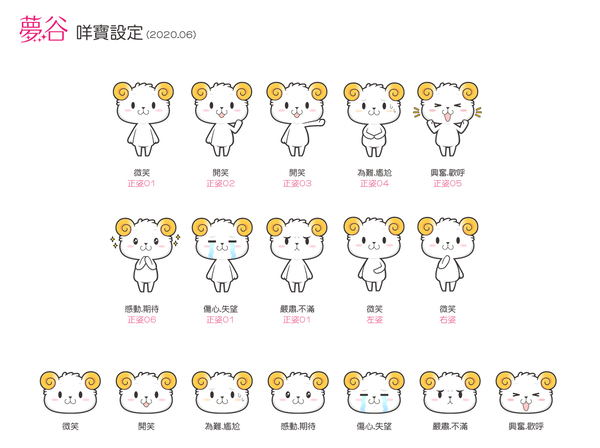 夢谷 咩寶設定 (2020.06)
微笑 開笑 開笑 為難.尷尬 興奮.歡呼
正姿01 正姿02 正姿03 正姿04 正姿05
感動.期待 傷心.失望 嚴肅.不滿 微笑 微笑
正姿06 正姿01 正姿01 左姿 右姿
微笑 開笑 為難.尷尬 感動.期待 傷心.失望 嚴肅.不滿 興奮.歡呼